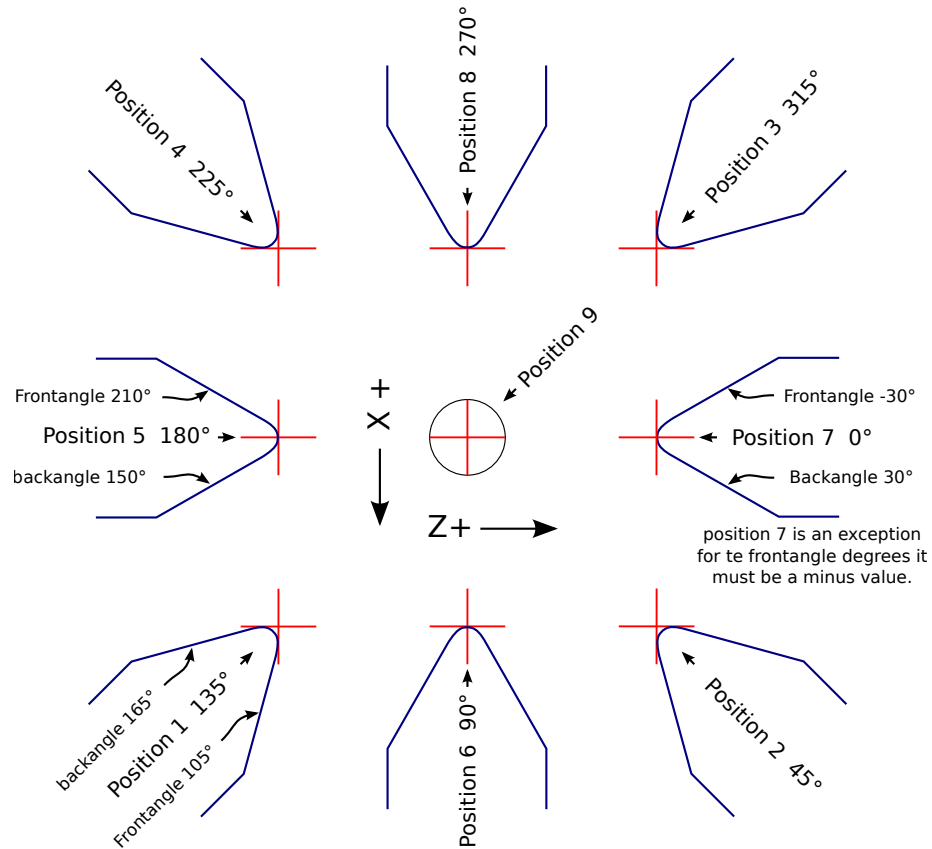 Position 4  225°
Position 8  270°
Position 3  315°
Position 9
X +
Z+
Frontangle 210°
Position 5  180°
backangle 150°
Frontangle -30°
Position 7  0°
Backangle 30°
position 7 is an exception
for te frontangle degrees it
must be a minus value.
backangle 165°
Position 1  135°
Frontangle 105°
Position 6  90°
Position 2  45°